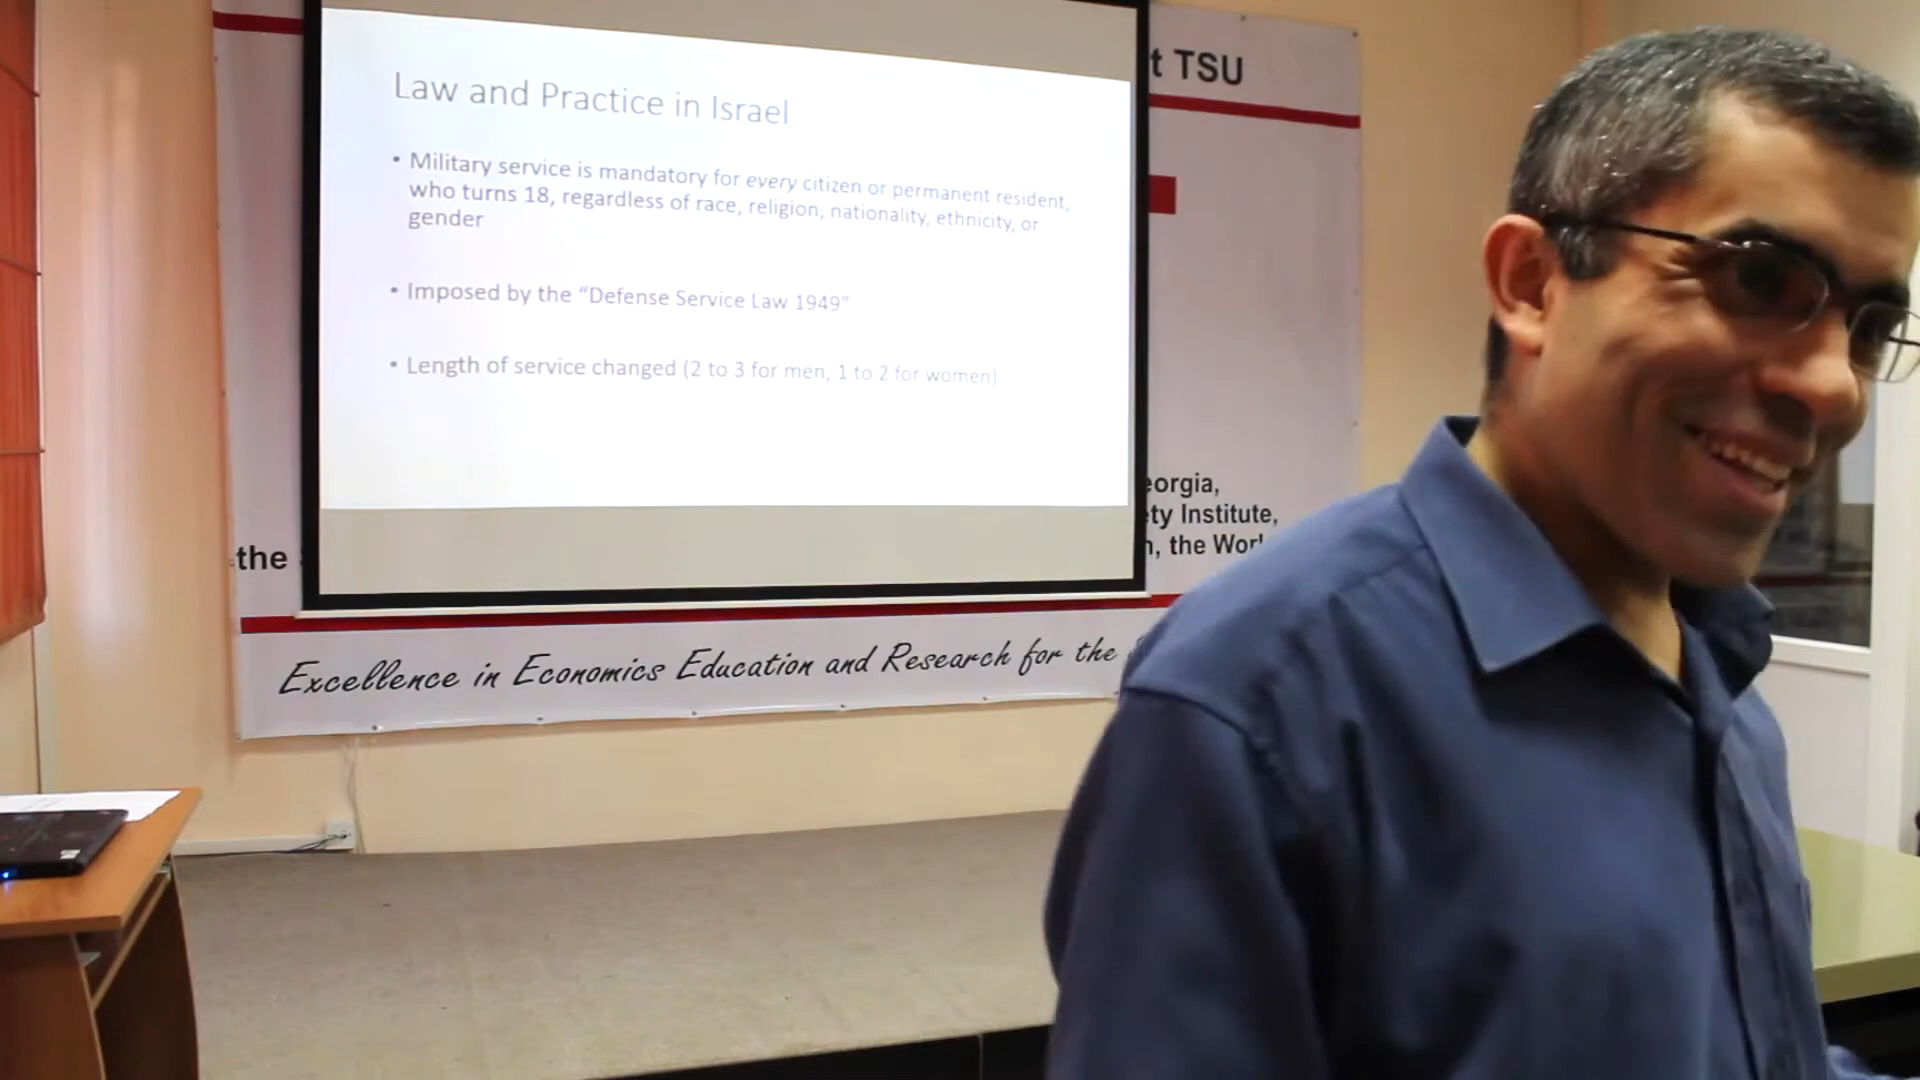 t TSU
Law and Practice in Israel
• Military service is mandatory for every citizen or permanent resident,
who turns 18, regardless of race, religion, nationality, ethnicity, or
gender
• Imposed by the “Defense Service Law 1949”
• Length of service changed (2 to 3 for men, 1 to 2 for women)
eorgia,
ty Institute,
the
, the Worl
Excellence in Economics Education and Research for the